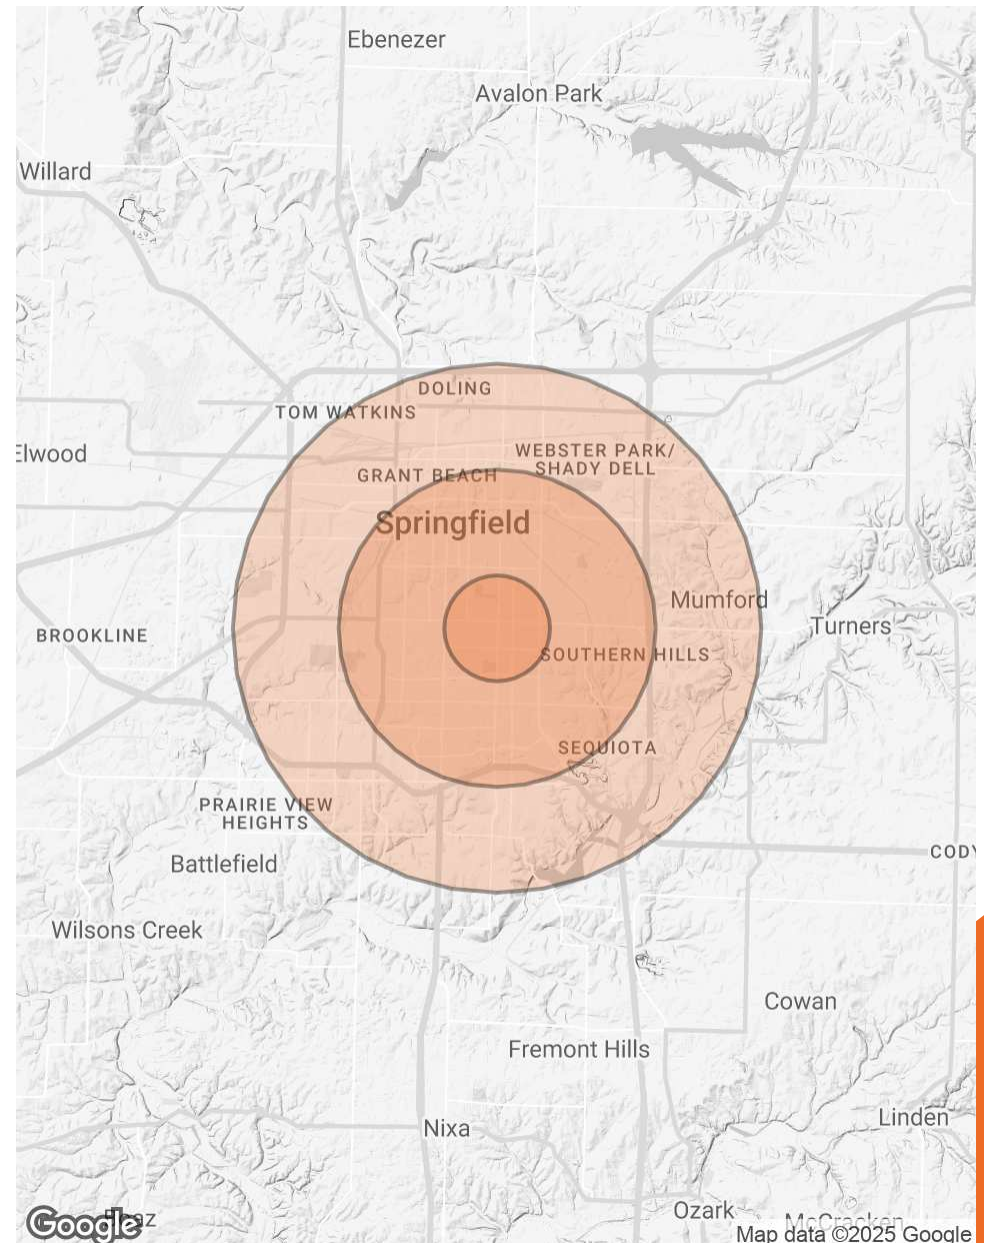 Ebenezer
Avalon Park
Willard
DOLING
TOM WATKINS
Elwood
WEBSTER PARK/
SHADY DELL
GRANT BEACH
Springfield
Mumford
Turners
BROOKLINE
SOUTHERN HILLS
SEQUIOTA
PRAIRIE VIEW
HEIGHTS
Battlefield
CODY
Wilsons Creek
Cowan
Fremont Hills
Linden
Nixa
Ozark
McCracken
Google
Map data ©2025 Google